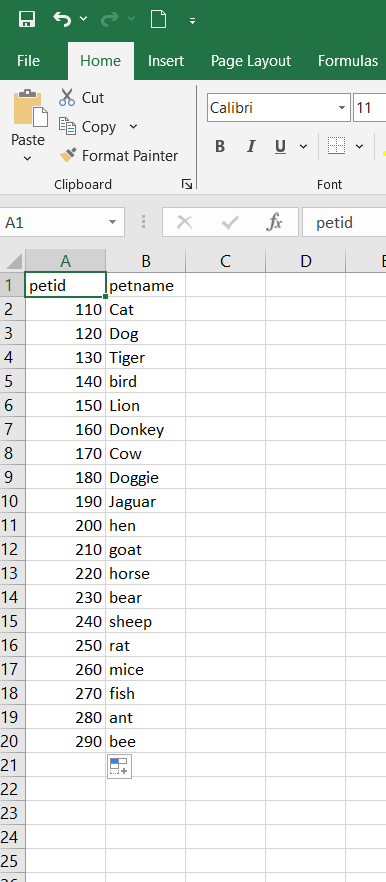 File Home Insert Page Layout Formulas
Cut
Copy
Paste
Format Painter
Clipboard
Calibri 11
B I U
Font
A1 fx petid
A B C D E
1 petid petname
2 110 Cat
3 120 Dog
4 130 Tiger
5 140 bird
6 150 Lion
7 160 Donkey
8 170 Cow
9 180 Doggie
10 190 Jaguar
11 200 hen
12 210 goat
13 220 horse
14 230 bear
15 240 sheep
16 250 rat
17 260 mice
18 270 fish
19 280 ant
20 290 bee
21
22
23
24
25
26